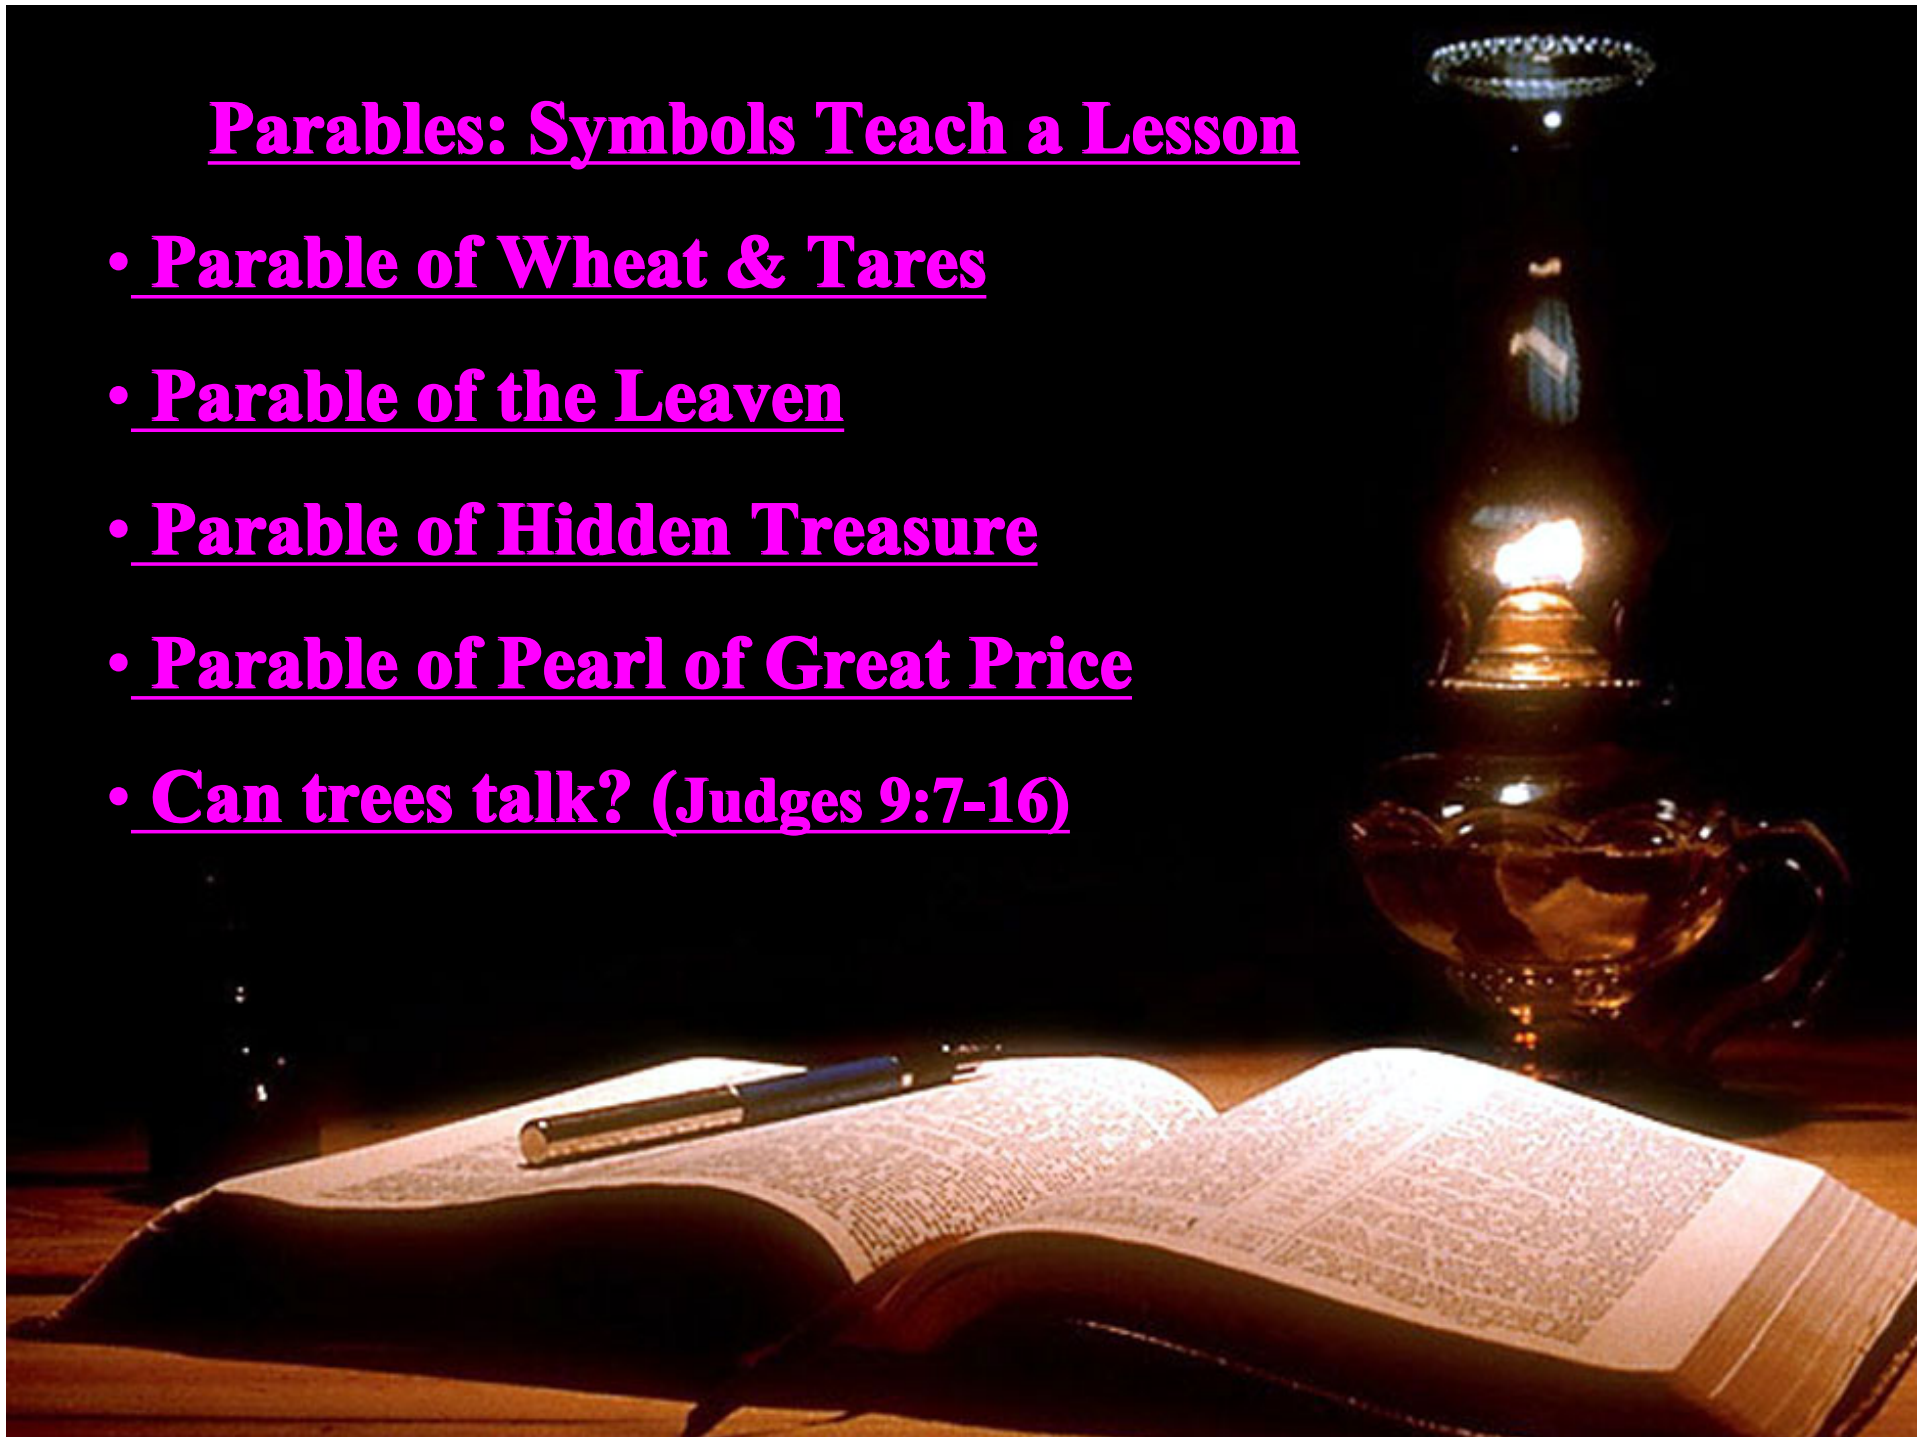 Parables: Symbols Teach a Lesson
• Parable of Wheat & Tares
• Parable of the Leaven
• Parable of Hidden Treasure
• Parable of Pearl of Great Price
• Can trees talk? (Judges 9:7-16)